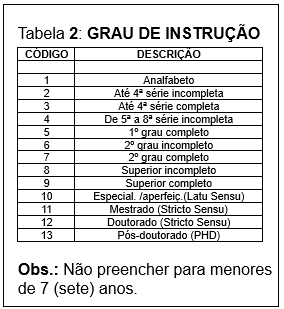 Tabela 2: GRAU DE INSTRUÇÃO
CÓDIGO DESCRIÇÃO
1 Analfabeto
2 Até 4ª série incompleta
3 Até 4ª série completa
4 De 5ª a 8ª série incompleta
5 1º grau completo
6 2º grau incompleto
7 2º grau completo
8 Superior incompleto
9 Superior completo
10 Especial. /aperfeiç.(Latu Sensu)
11 Mestrado (Stricto Sensu)
12 Doutorado (Stricto Sensu)
13 Pós-doutorado (PHD)
Obs.: Não preencher para menores
de 7 (sete) anos.